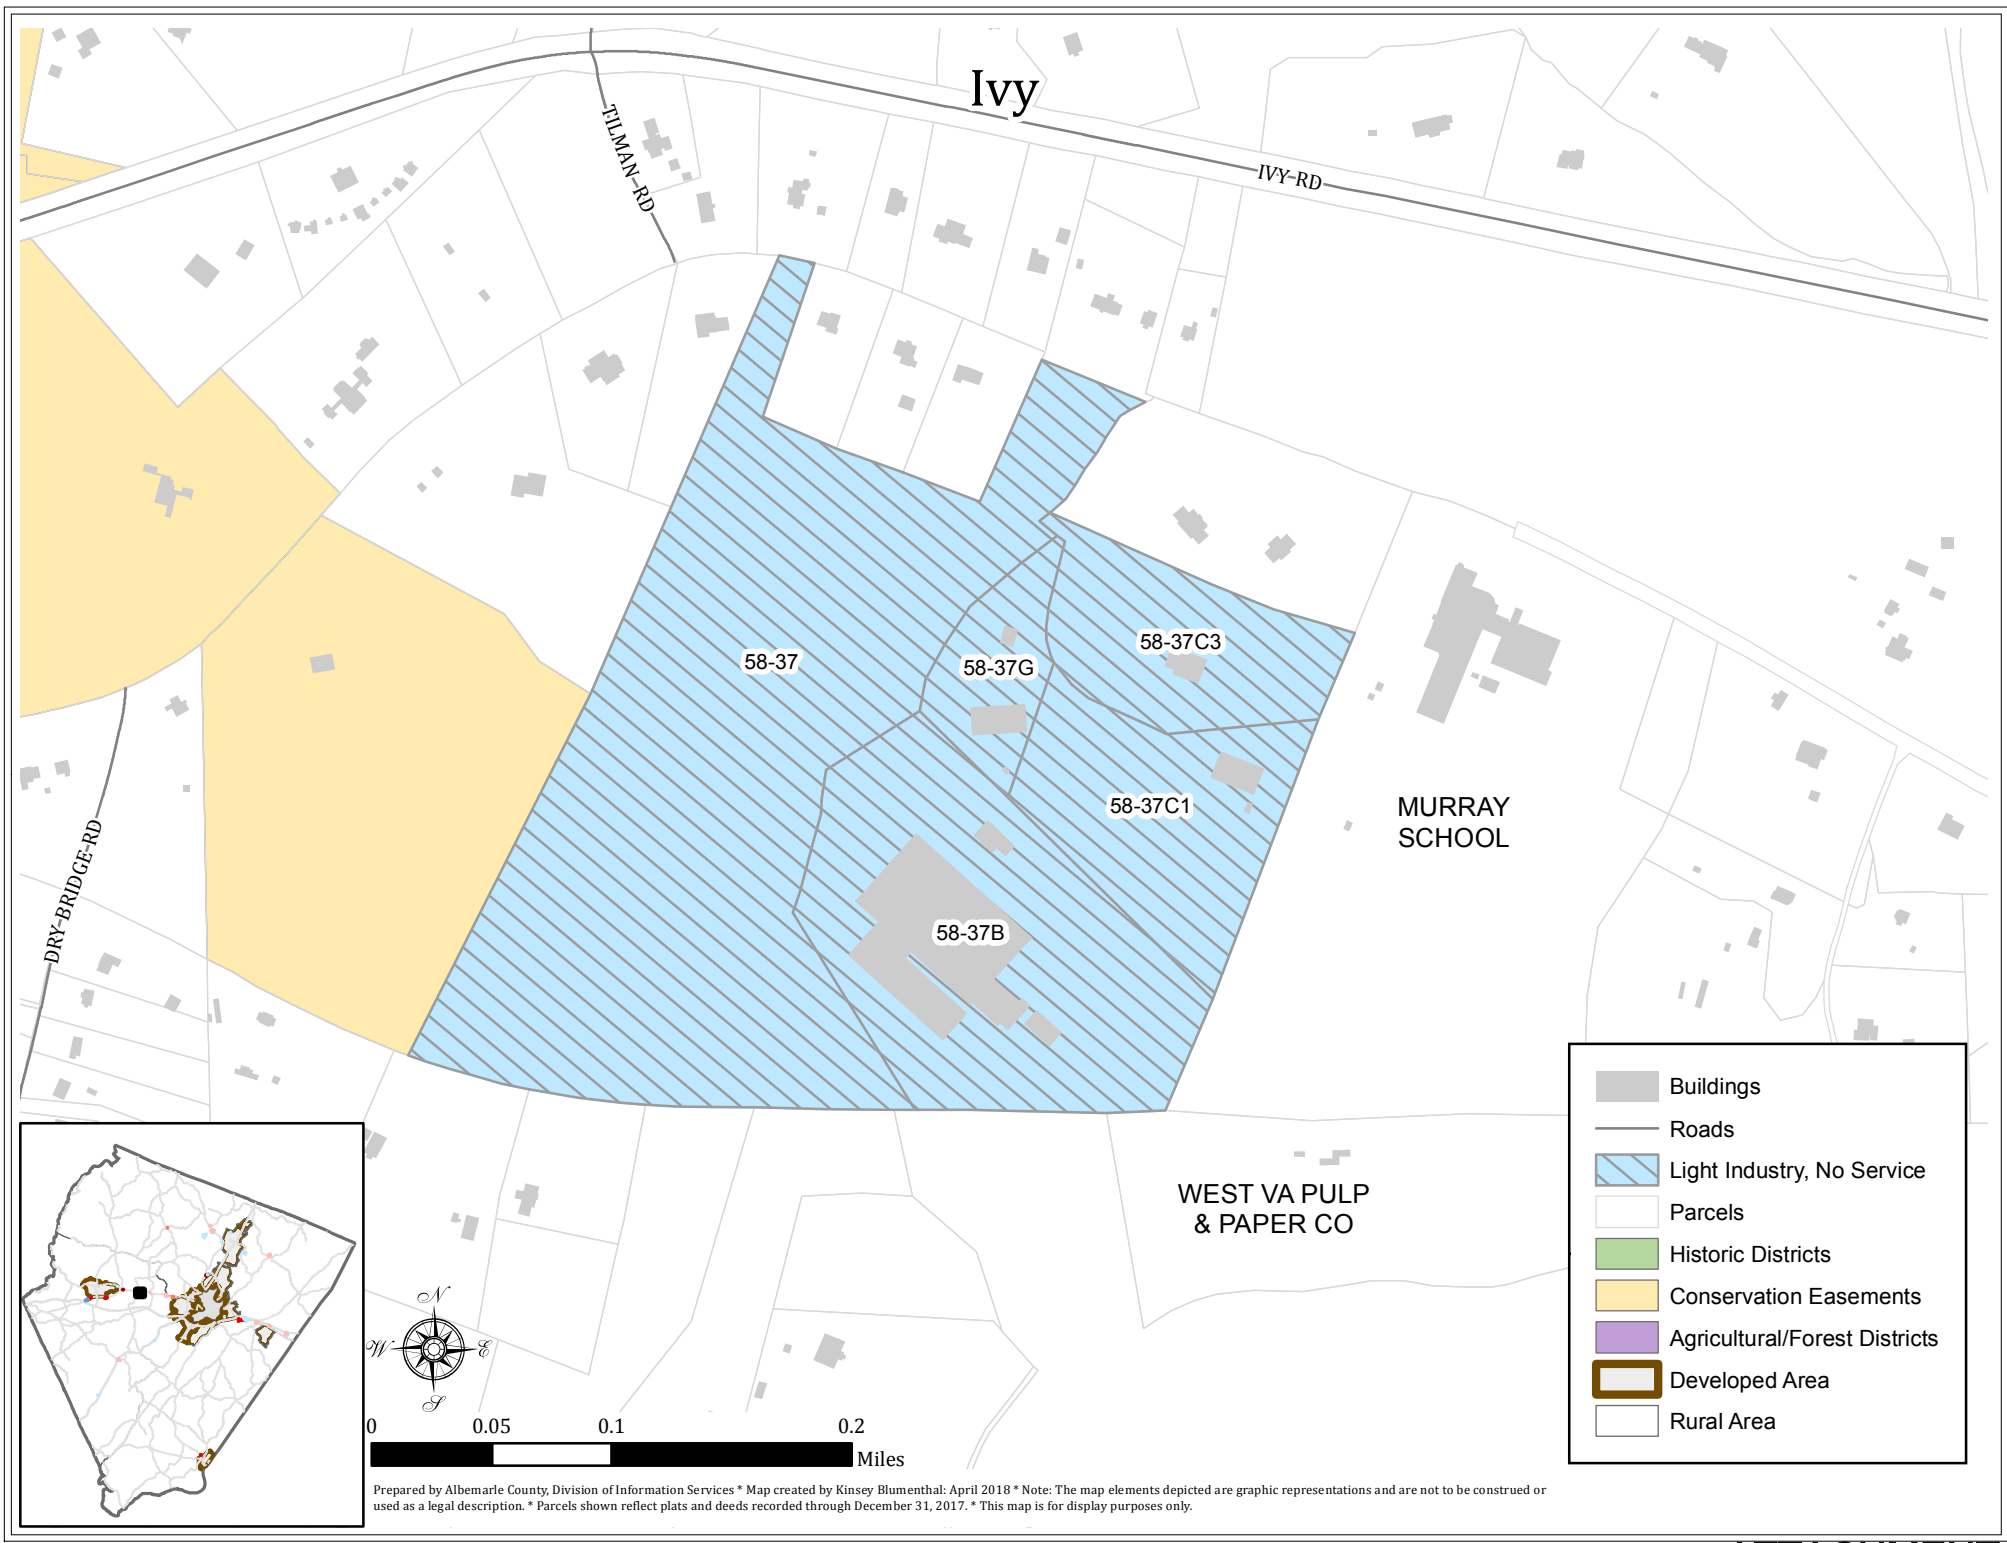 Ivy
TILMAN RD
IVY RD
58-37
58-37G
58-37C3
58-37C1
58-37B
MURRAY
SCHOOL
DRY BRIDGE RD
WEST VA PULP
& PAPER CO
Buildings
Roads
Light Industry, No Service
Parcels
Historic Districts
Conservation Easements
Agricultural/Forest Districts
Developed Area
Rural Area
N
W
E
S
0 0.05 0.1 0.2
Miles
Prepared by Albemarle County, Division of Information Services * Map created by Kinsey Blumenthal: April 2018 * Note: The map elements depicted are graphic representations and are not to be construed or
used as a legal description. * Parcels shown reflect plats and deeds recorded through December 31, 2017. * This map is for display purposes only.